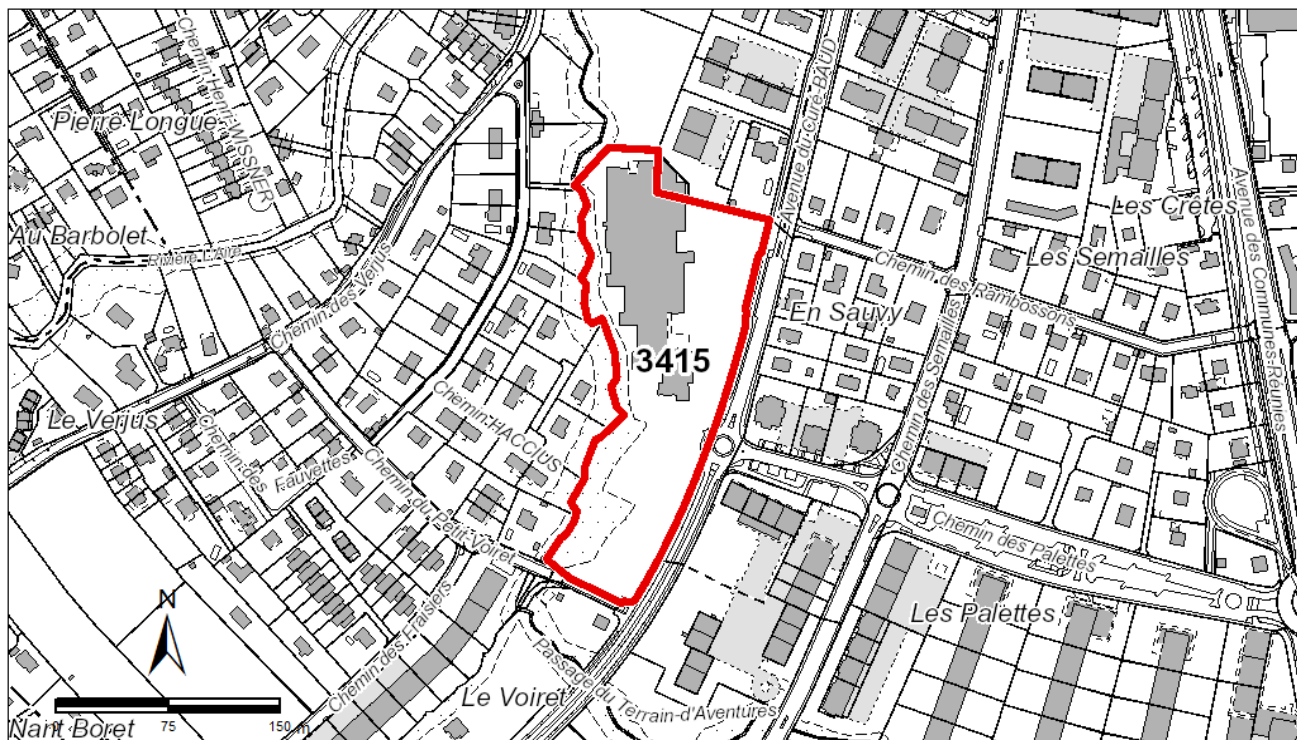 Chemin Henri-WISSNER
Pierre Longue
Avenue du Curé-BAUD
Avenue des Communes-Réunies
Les Crêtes
Au Barbolet
Rivière L'Aire
Chemin des Verjus
Les Semailles
Chemin des Rambossons
En Sauvy
3415
Chemin des Semailles
Chemin HACCIUS
Le Verjus
Chemin des
Fauvettes
Chemin du Petit-Voiret
Chemin des Palettes
N
Les Palettes
Chemin des Fraisiers
Passage du Terrain-d'Aventures
Le Voiret
0 75 150 m
Nant Boret